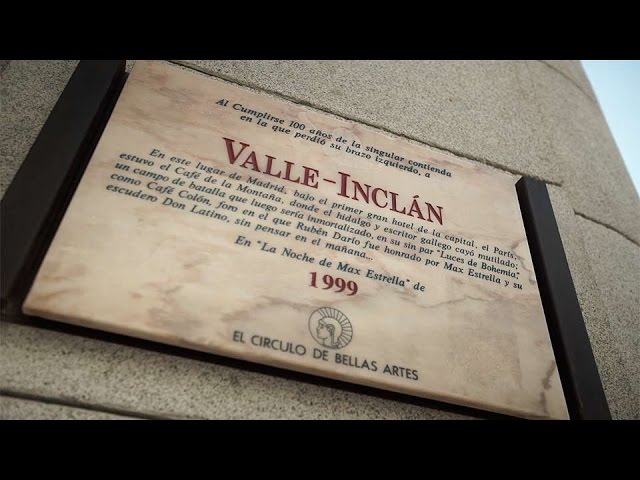 Al Cumplirse 100 años de la singular contienda
en la que perdió su brazo izquierdo, a
VALLE-INCLÁN
En este lugar de Madrid, bajo el primer gran hotel de la capital, el París,
estuvo el Café de la Montaña, donde el hidalgo y escritor gallego cayó mutilado;
un campo de batalla que luego sería inmortalizado, en su sin par "Luces de Bohemia,"
como Café Colón, foro en el que Rubén Darío fue honrado por Max Estrella y su
escudero Don Latino, sin pensar en el mañana...
En "La Noche de Max Estrella" de
1999
EL CIRCULO DE BELLAS ARTES